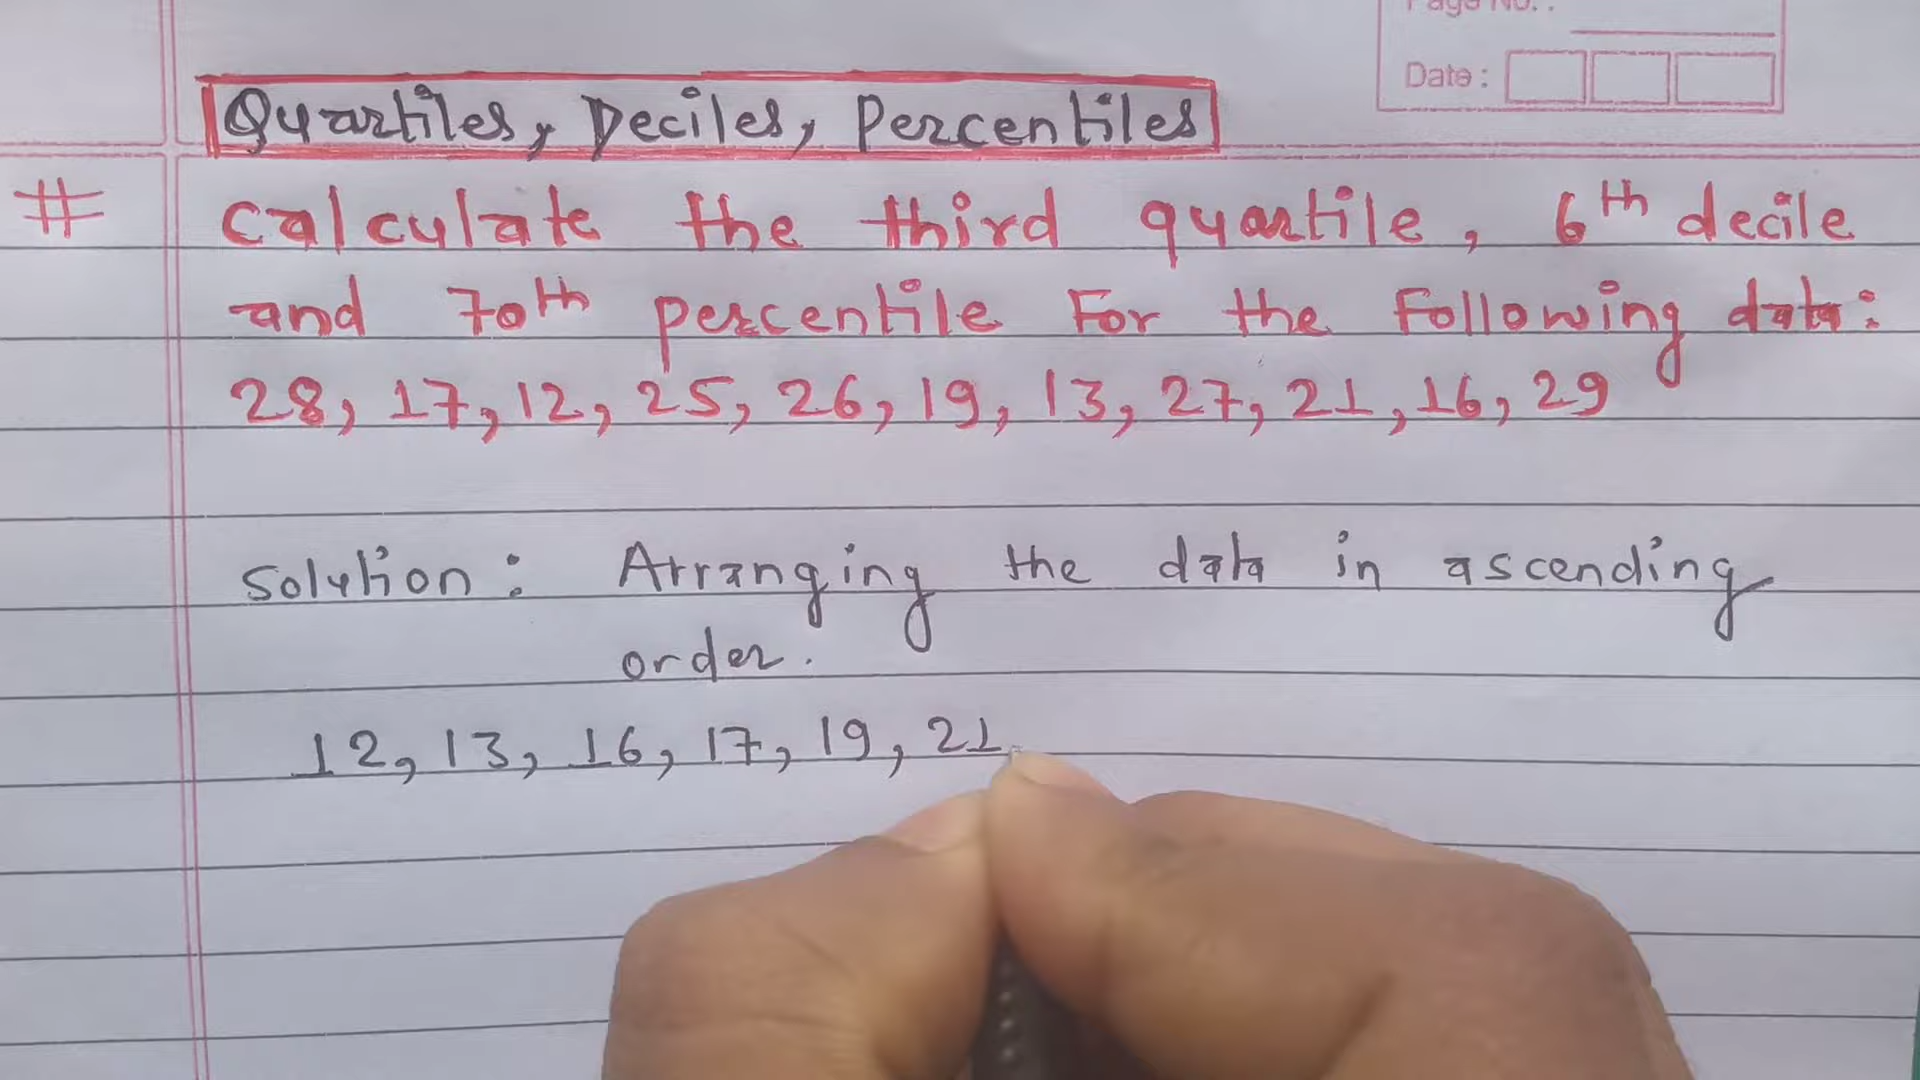 Page No. :
Date :
Quartiles, Deciles, Percentiles
# Calculate the third quartile, 6th decile
and 70th percentile For the Following data:
28, 17, 12, 25, 26, 19, 13, 27, 21, 16, 29
Solution : Arranging the data in ascending
order.
12, 13, 16, 17, 19, 21